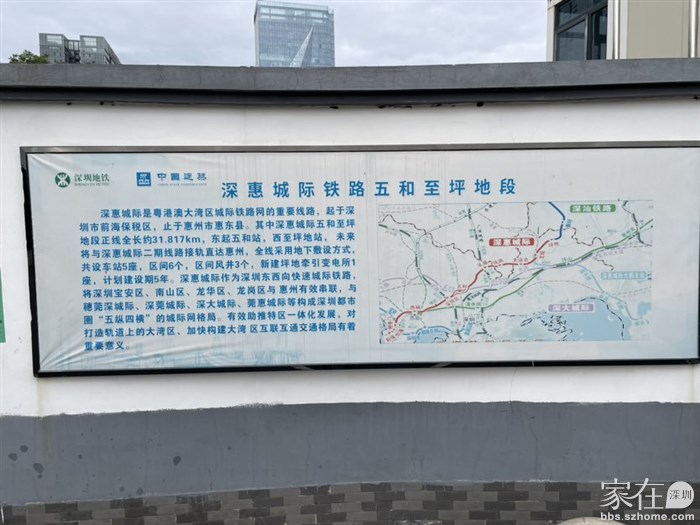 深圳地铁
中国建筑
深惠城际铁路五和至坪地段
深惠城际是粤港澳大湾区城际铁路网的重要线路，起于深
圳市前海保税区，止于惠州市惠东县。其中深惠城际五和至坪
地段正线全长约31.817km，东起五和站，西至坪地站，未来
将与深惠城际二期线路接轨直达惠州，全线采用地下敷设方式，
共设车站5座，区间6个，区间风井3个，新建坪地牵引变电所1
座，计划建设期5年。深惠城际作为深圳东西向快速城际铁路，
将深圳宝安区、南山区、龙华区、龙岗区与惠州有效串联，与
穗莞深城际、深莞城际、深大城际、莞惠城际等构成深圳都市
圈“五纵四横”的城际网格局。有效助推特区一体化发展，对
打造轨道上的大湾区、加快构建大湾区互联互通交通格局有着
重要意义。
深汕铁路
深惠城际
深大城际
家在深圳
bbs.szhome.com